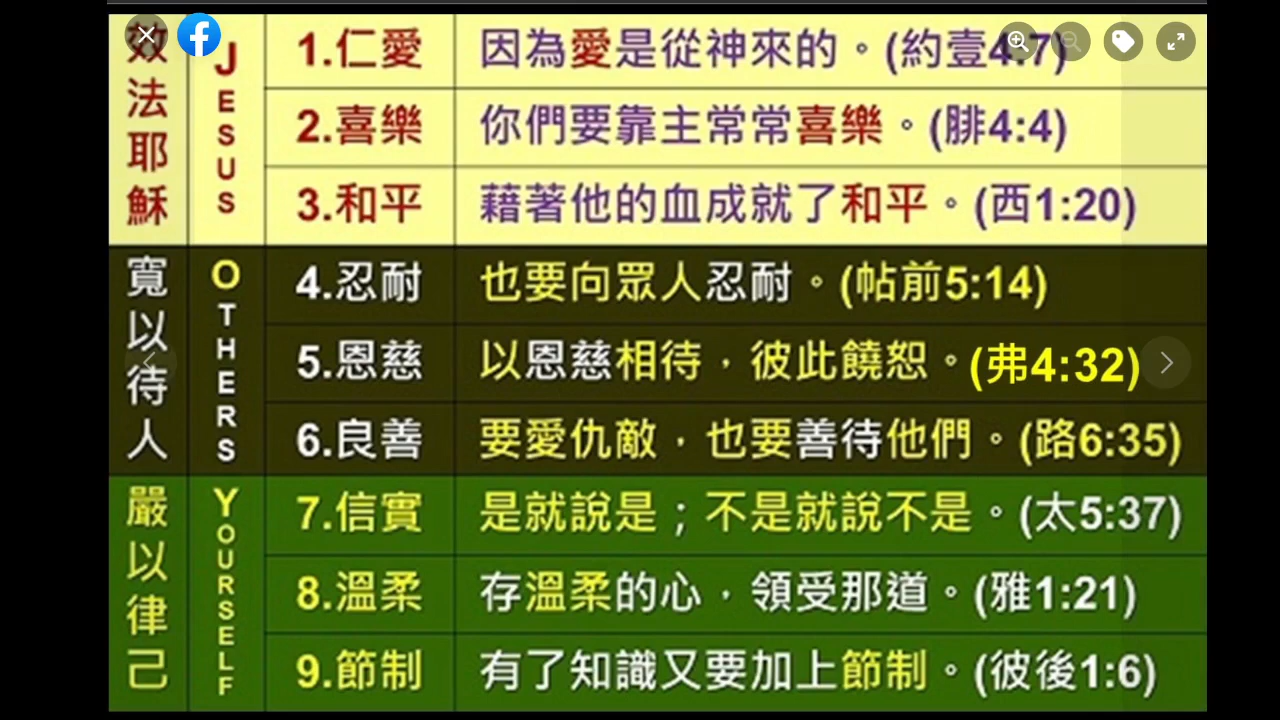 效法耶穌
JESUS
1.仁愛 因為愛是從神來的。(約壹4:7)
2.喜樂 你們要靠主常常喜樂。(腓4:4)
3.和平 藉著他的血成就了和平。(西1:20)
寬以待人
OTHERS
4.忍耐 也要向眾人忍耐。(帖前5:14)
5.恩慈 以恩慈相待，彼此饒恕。(弗4:32)
6.良善 要愛仇敵，也要善待他們。(路6:35)
嚴以律己
YOURSELF
7.信實 是就說是；不是就說不是。(太5:37)
8.溫柔 存溫柔的心，領受那道。(雅1:21)
9.節制 有了知識又要加上節制。(彼後1:6)